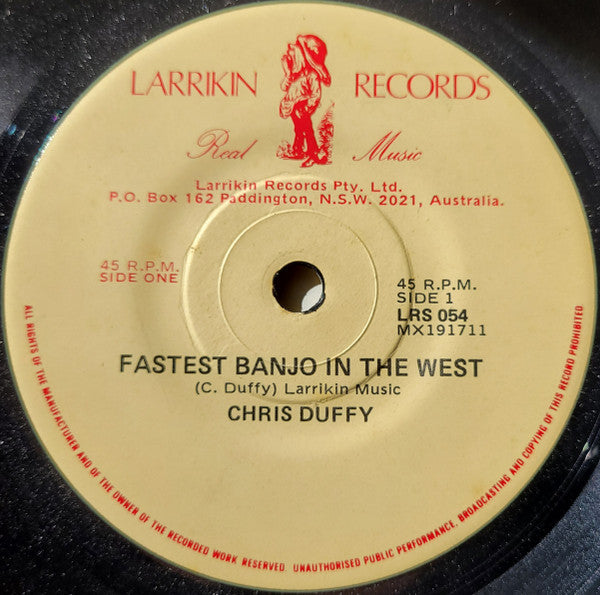 LARRIKIN RECORDS
Real Music
Larrikin Records Pty. Ltd.
P.O. Box 162 Paddington, N.S.W. 2021, Australia.
45 R.P.M.
SIDE ONE
45 R.P.M.
SIDE 1
LRS 054
MX191711
FASTEST BANJO IN THE WEST
(C. Duffy) Larrikin Music
CHRIS DUFFY
ALL RIGHTS OF THE MANUFACTURER AND OF THE OWNER OF THE RECORDED WORK RESERVED. UNAUTHORISED PUBLIC PERFORMANCE, BROADCASTING AND COPYING OF THIS RECORD PROHIBITED